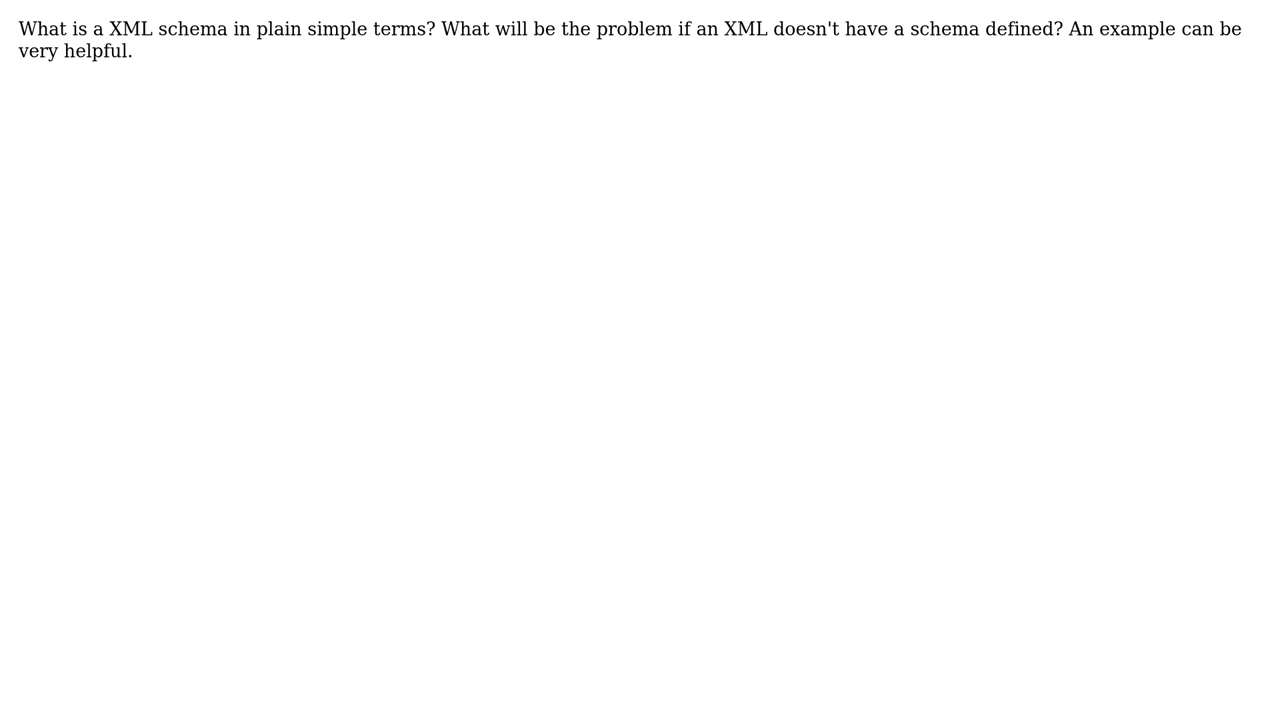 What is a XML schema in plain simple terms? What will be the problem if an XML doesn't have a schema defined? An example can be
very helpful.